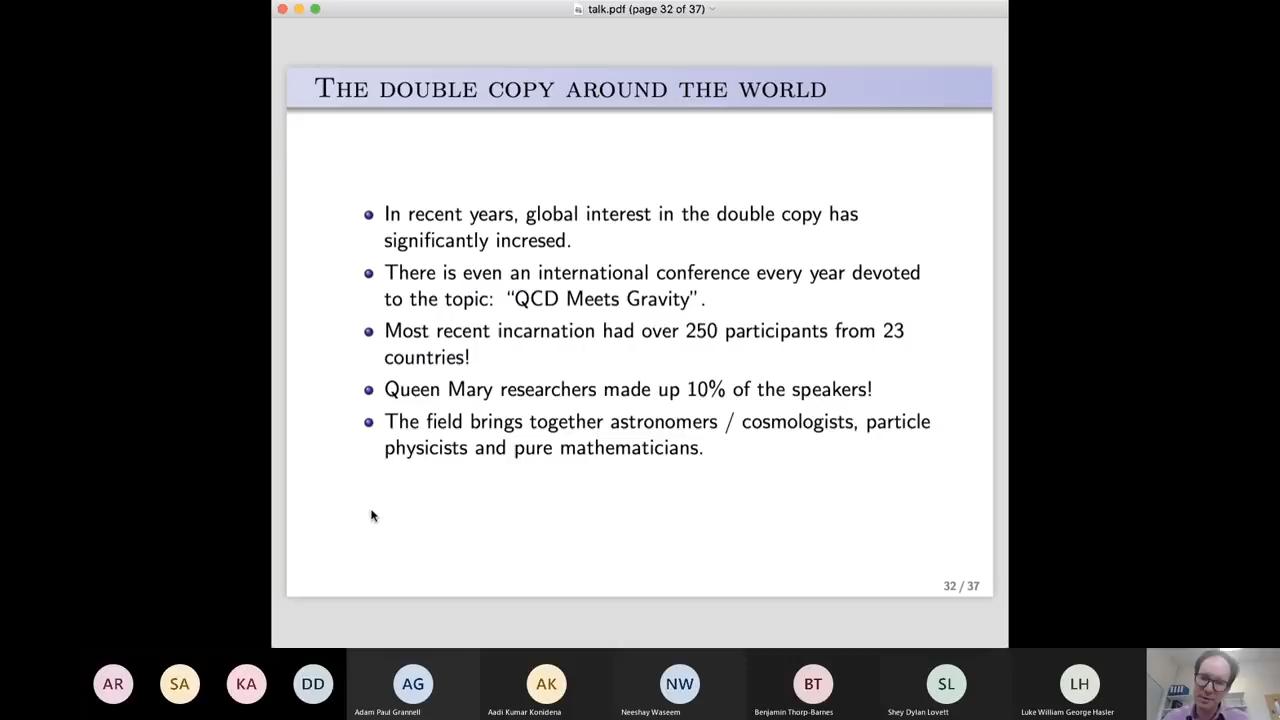 talk.pdf (page 32 of 37)
The double copy around the world
In recent years, global interest in the double copy has
significantly incresed.
There is even an international conference every year devoted
to the topic: “QCD Meets Gravity”.
Most recent incarnation had over 250 participants from 23
countries!
Queen Mary researchers made up 10% of the speakers!
The field brings together astronomers / cosmologists, particle
physicists and pure mathematicians.
32 / 37
AR SA KA DD AG AK NW BT SL LH
Adam Paul Grannell Aadi Kumar Konidena Neeshay Waseem Benjamin Thorp-Barnes Shey Dylan Lovett Luke William George Hasler